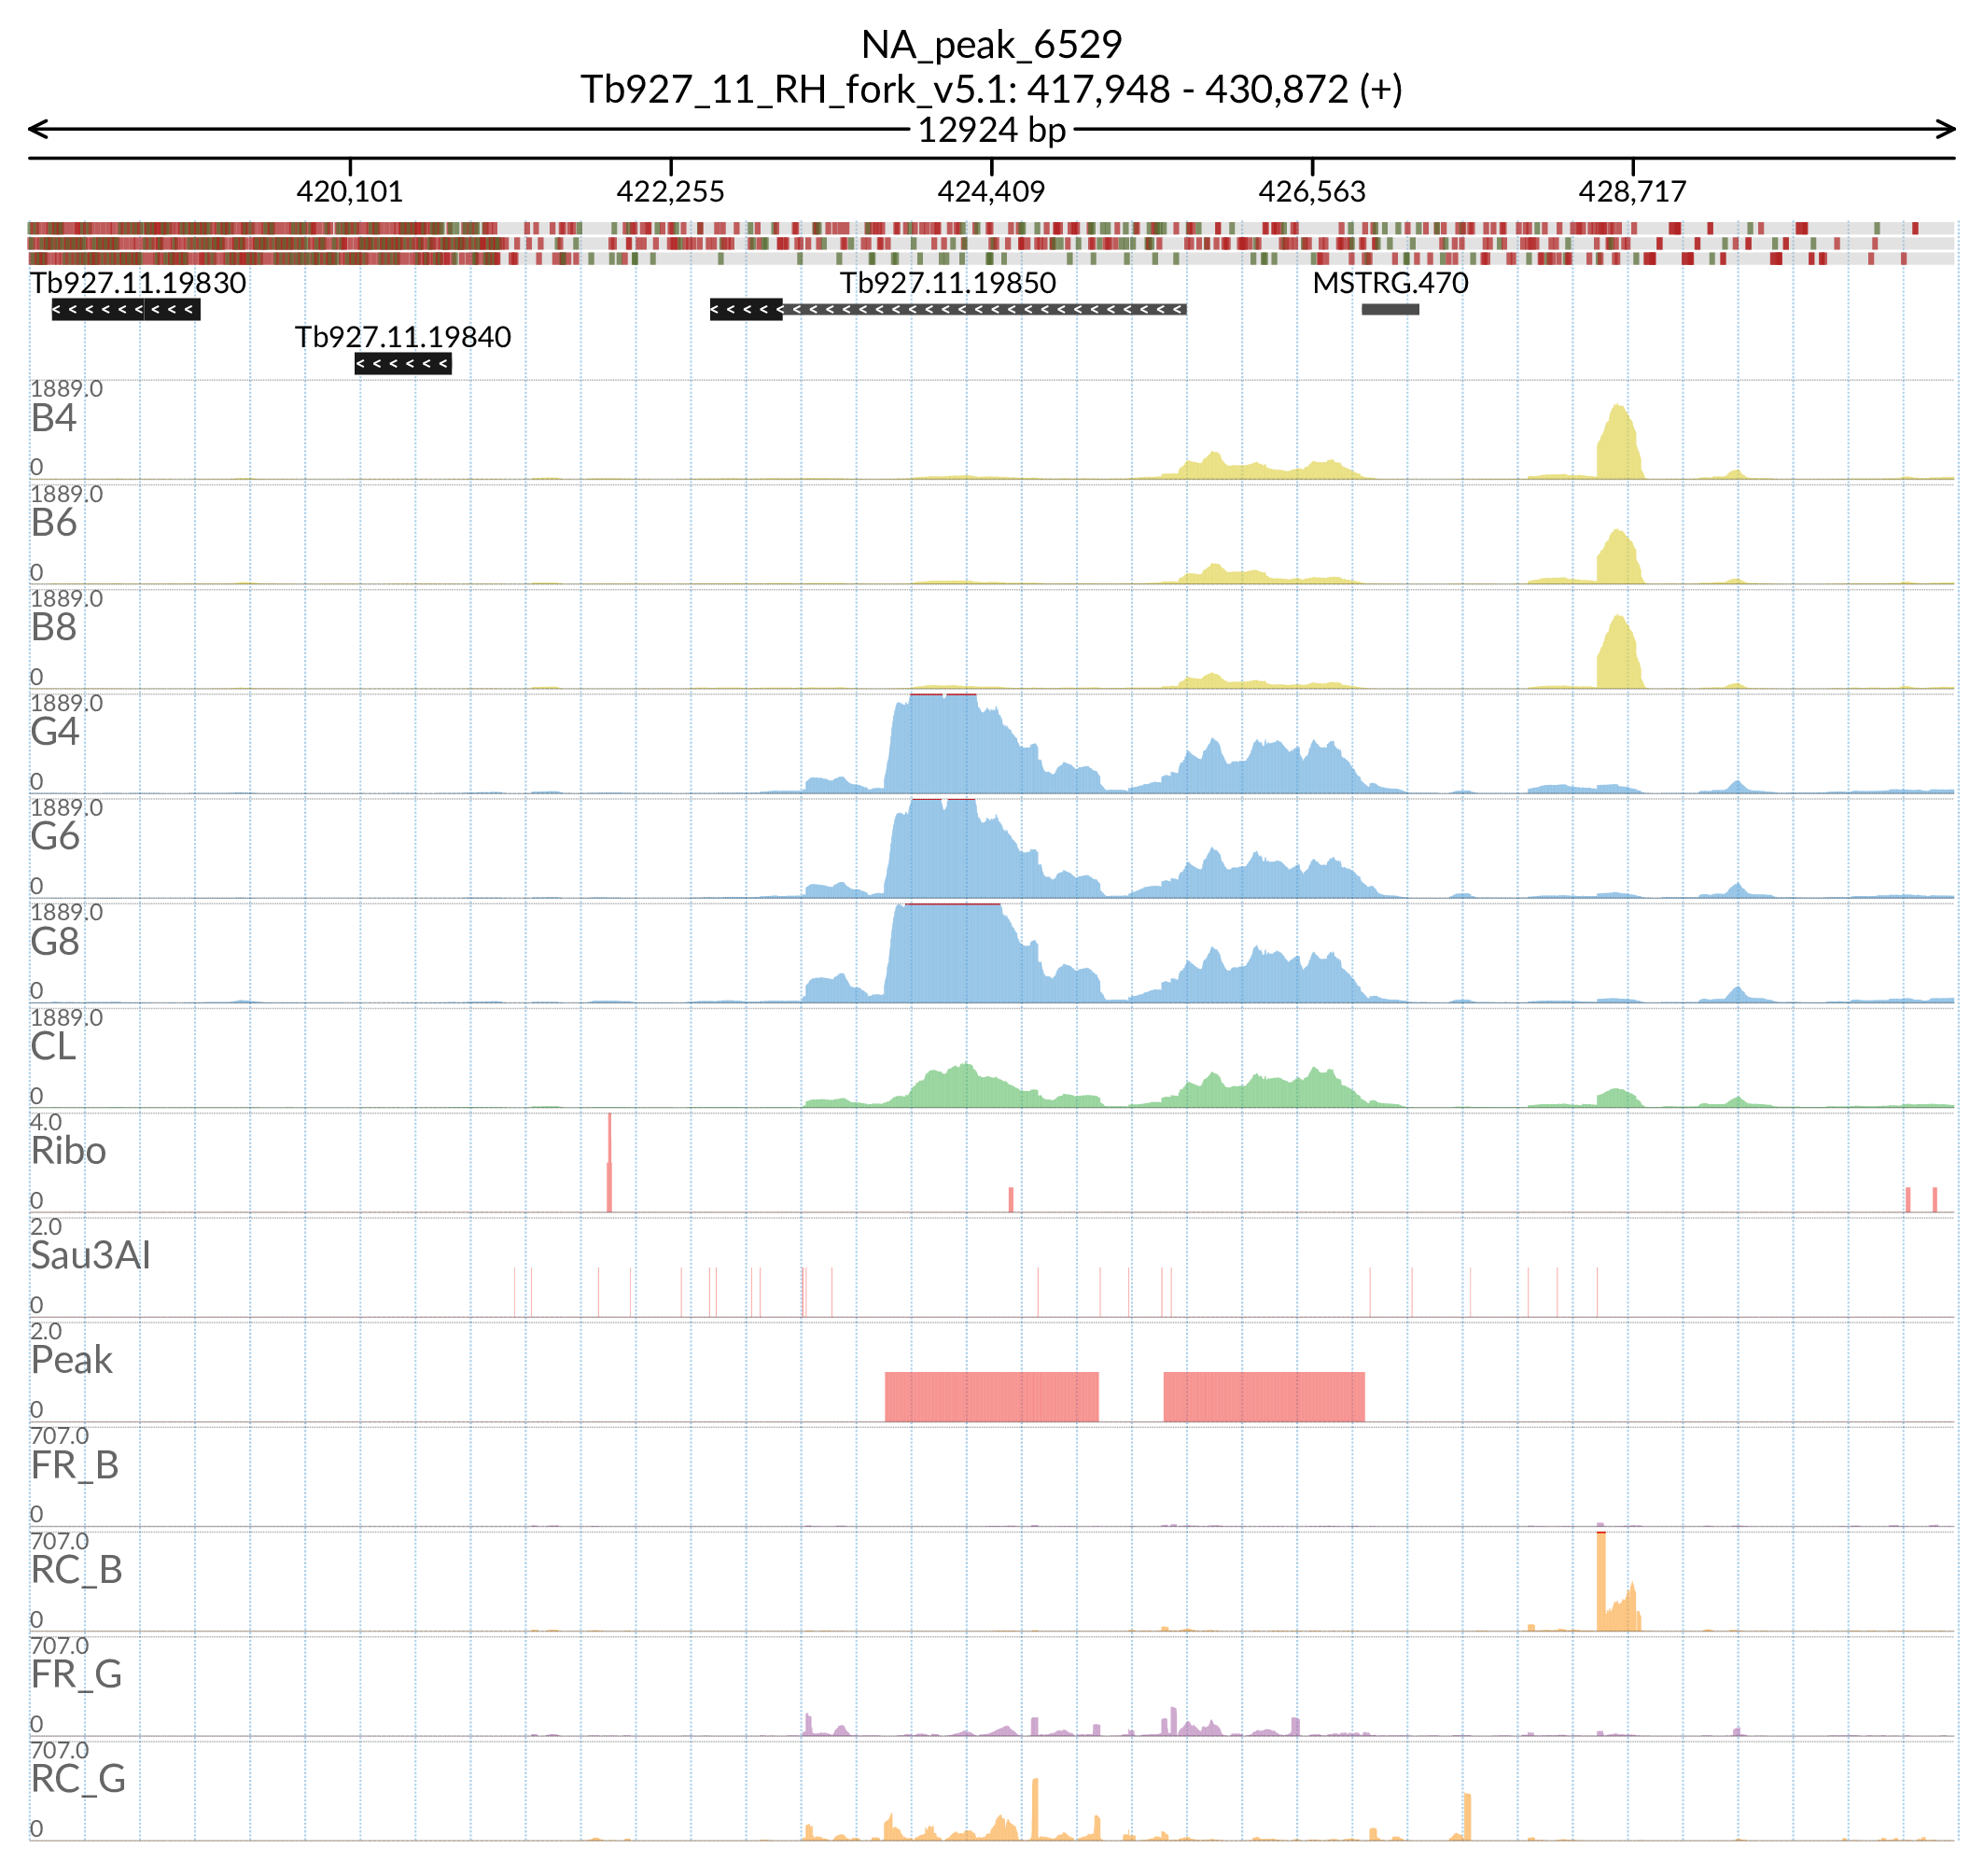 NA_peak_6529
Tb927_11_RH_fork_v5.1: 417,948 - 430,872 (+)
12924 bp
420,101 422,255 424,409 426,563 428,717
Tb927.11.19830 Tb927.11.19850 MSTRG.470
Tb927.11.19840
1889.0
B4
0
1889.0
B6
0
1889.0
B8
0
1889.0
G4
0
1889.0
G6
0
1889.0
G8
0
1889.0
CL
0
4.0
Ribo
0
2.0
Sau3AI
0
2.0
Peak
0
707.0
FR_B
0
707.0
RC_B
0
707.0
FR_G
0
707.0
RC_G
0